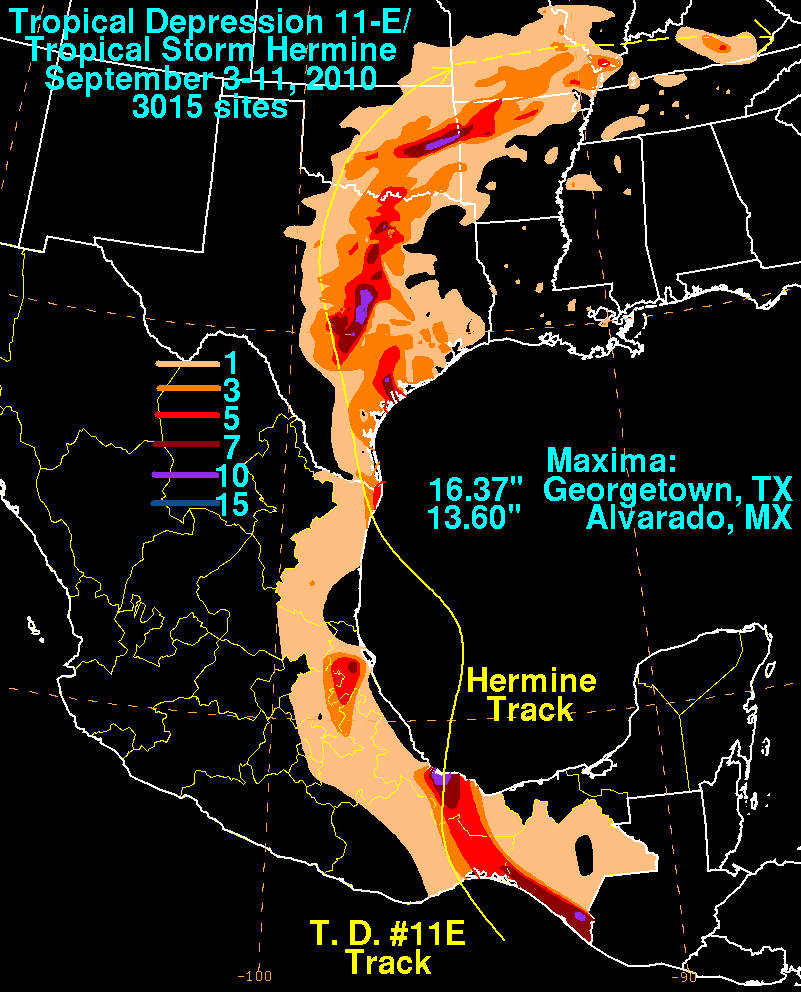 Tropical Depression 11-E/
Tropical Storm Hermine
September 3-11, 2010
3015 sites
1
3
5
7
10
15
Maxima:
16.37" Georgetown, TX
13.60" Alvarado, MX
Hermine
Track
T. D. #11E
Track
-100
-90